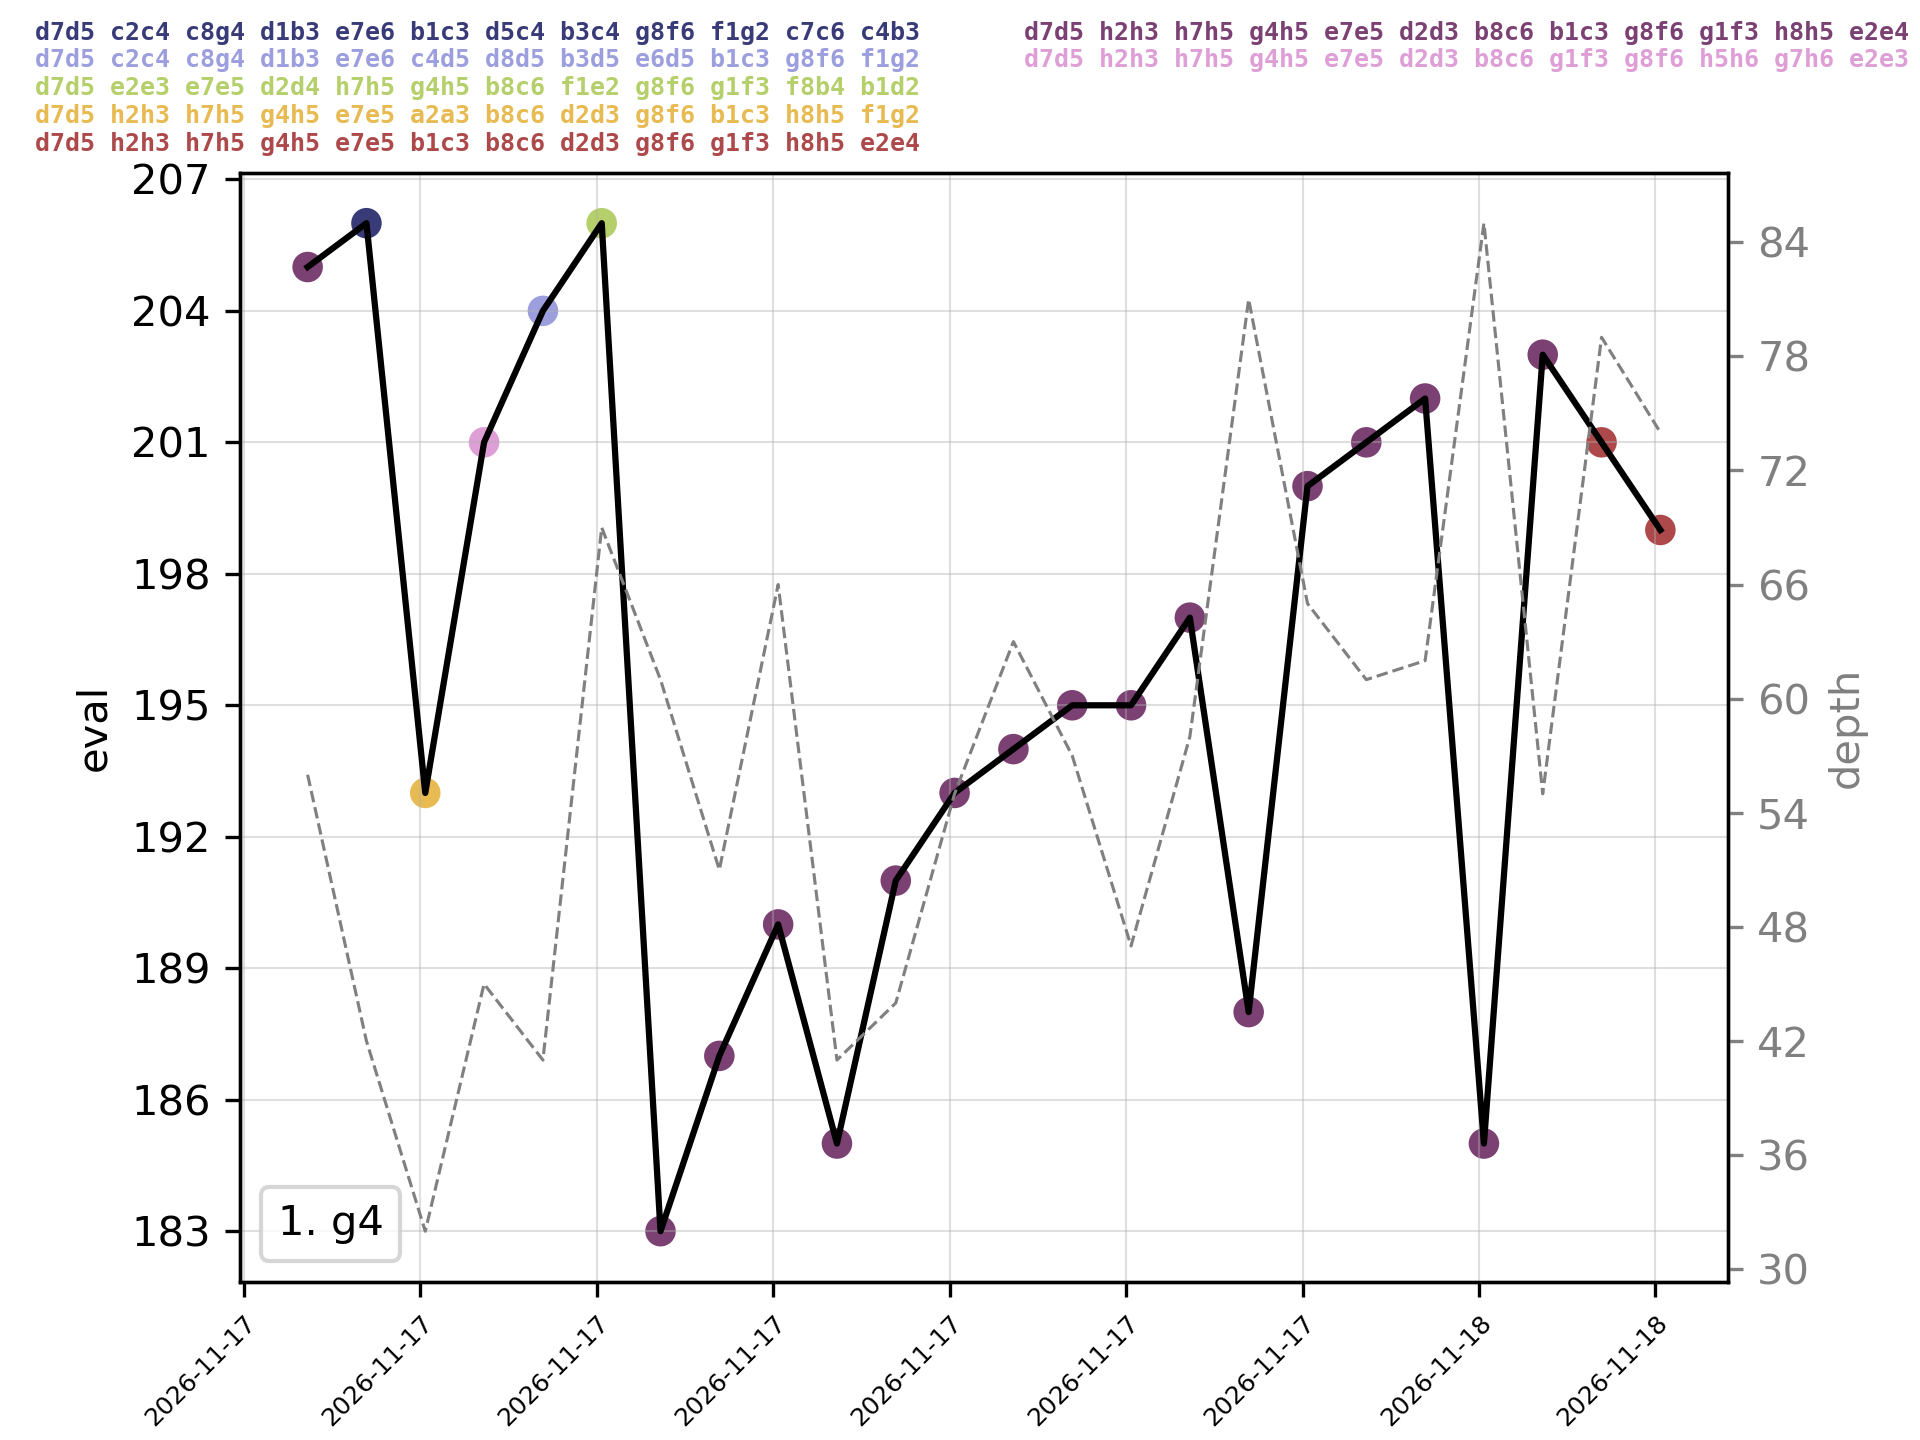 d7d5 c2c4 c8g4 d1b3 e7e6 b1c3 d5c4 b3c4 g8f6 f1g2 c7c6 c4b3
d7d5 c2c4 c8g4 d1b3 e7e6 c4d5 d8d5 b3d5 e6d5 b1c3 g8f6 f1g2
d7d5 e2e3 e7e5 d2d4 h7h5 g4h5 b8c6 f1e2 g8f6 g1f3 f8b4 b1d2
d7d5 h2h3 h7h5 g4h5 e7e5 a2a3 b8c6 d2d3 g8f6 b1c3 h8h5 f1g2
d7d5 h2h3 h7h5 g4h5 e7e5 b1c3 b8c6 d2d3 g8f6 g1f3 h8h5 e2e4
d7d5 h2h3 h7h5 g4h5 e7e5 d2d3 b8c6 b1c3 g8f6 g1f3 h8h5 e2e4
d7d5 h2h3 h7h5 g4h5 e7e5 d2d3 b8c6 g1f3 g8f6 h5h6 g7h6 e2e3
207
204
201
198
195
192
189
186
183
eval
84
78
72
66
60
54
48
42
36
30
depth
1. g4
2026-11-17
2026-11-17
2026-11-17
2026-11-17
2026-11-17
2026-11-17
2026-11-17
2026-11-18
2026-11-18